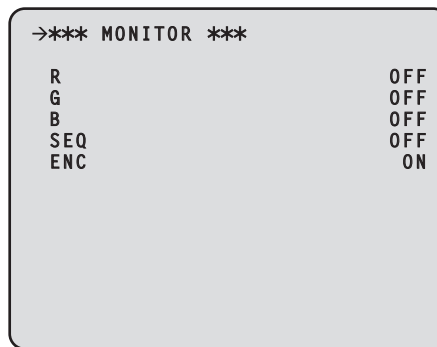 →*** MONITOR ***
R OFF
G OFF
B OFF
SEQ OFF
ENC ON